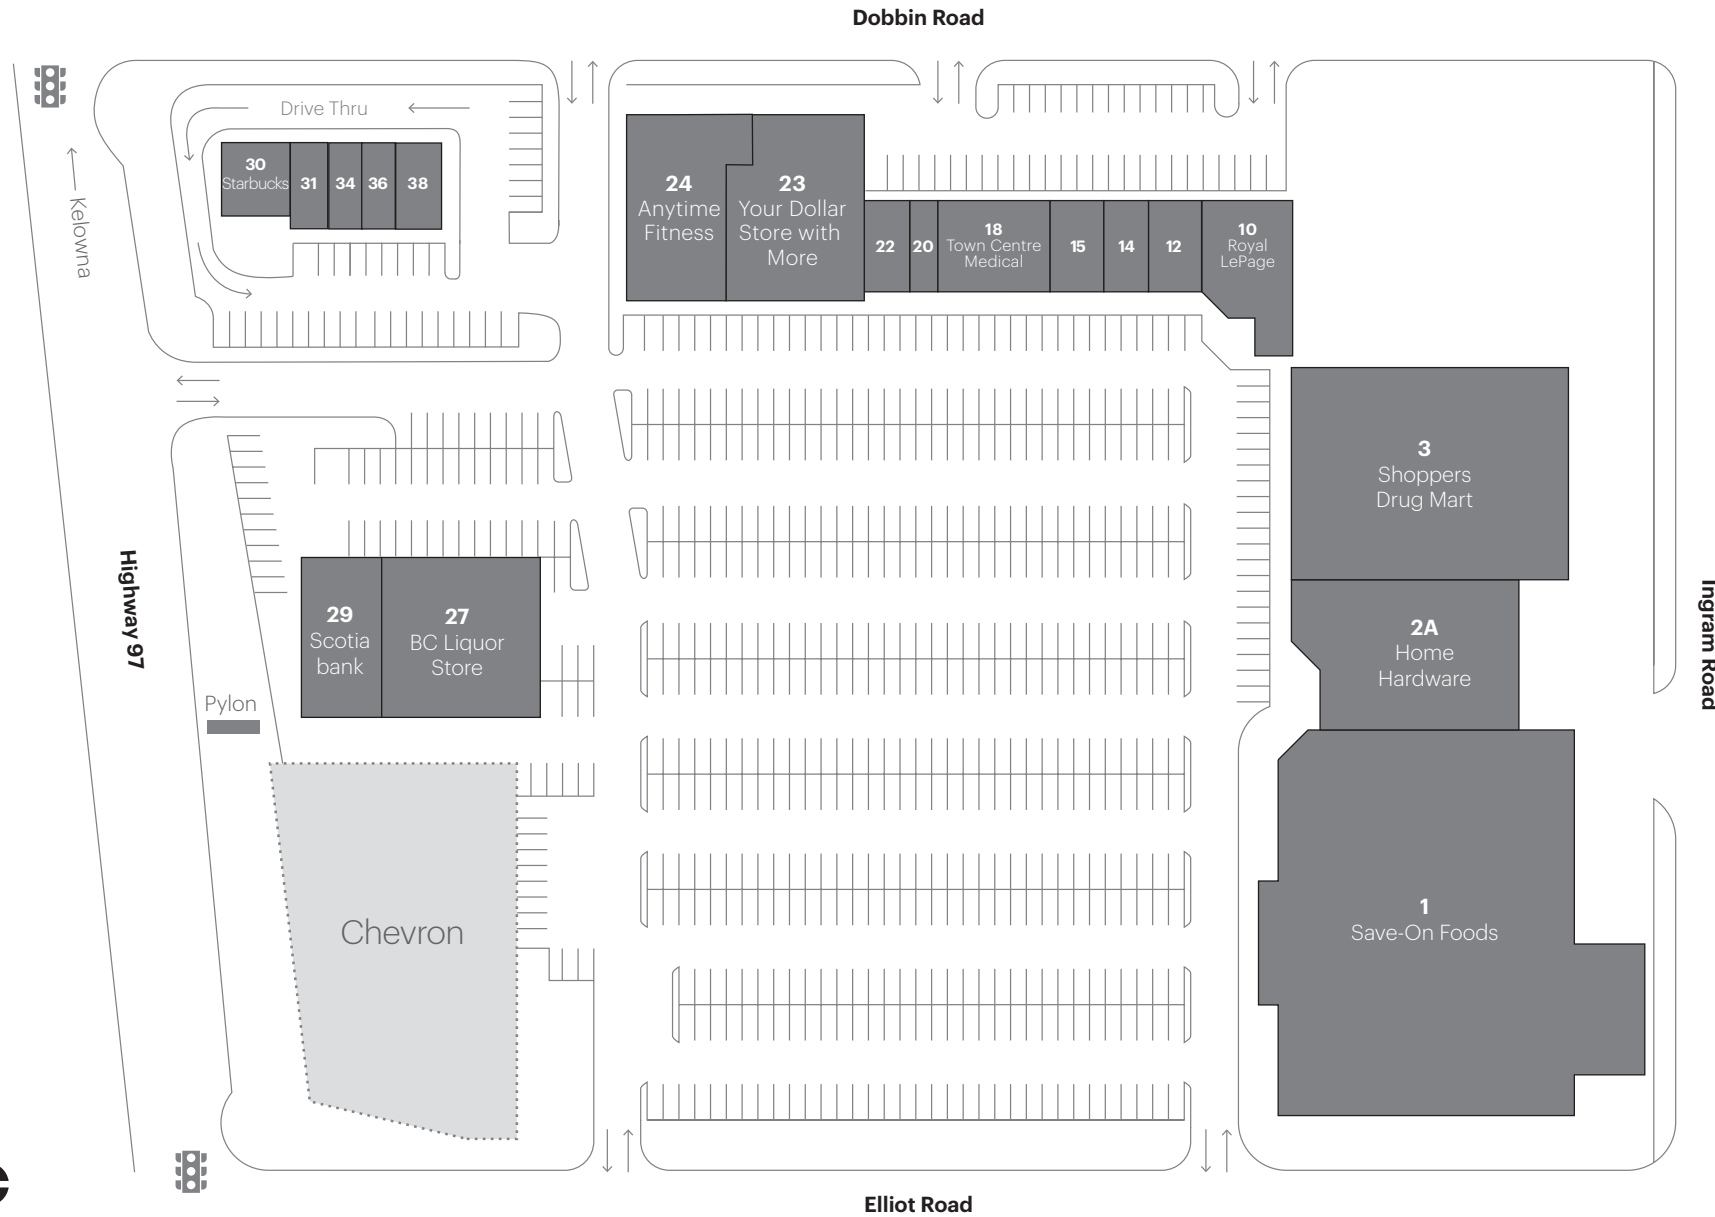 Dobbin Road
Drive Thru
30
Starbucks
31
34
36
38
Kelowna
24
Anytime
Fitness
23
Your Dollar
Store with
More
22
20
18
Town Centre
Medical
15
14
12
10
Royal
LePage
3
Shoppers
Drug Mart
Highway 97
29
Scotia
bank
27
BC Liquor
Store
2A
Home
Hardware
Ingram Road
Pylon
Chevron
1
Save-On Foods
Elliot Road